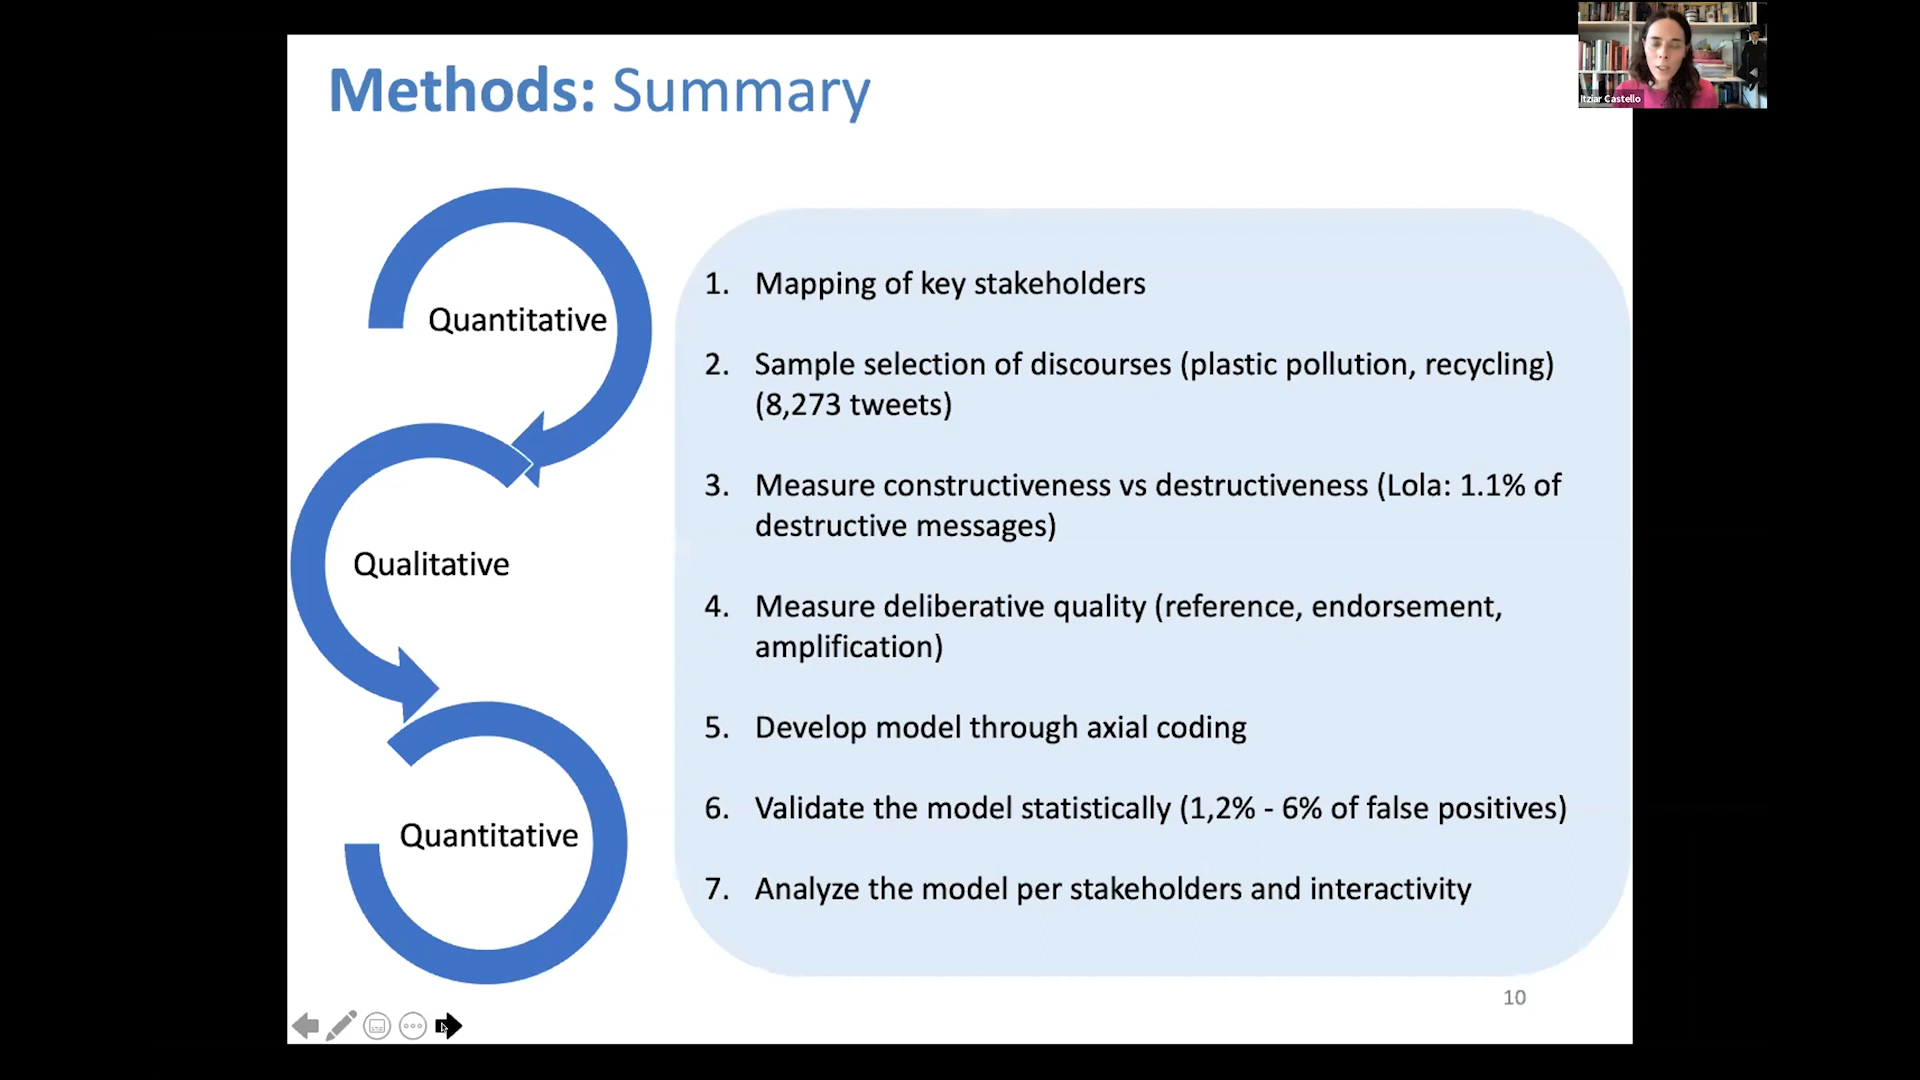 Methods: Summary
Itziar Castello
Quantitative
Qualitative
Quantitative
1. Mapping of key stakeholders
2. Sample selection of discourses (plastic pollution, recycling)
(8,273 tweets)
3. Measure constructiveness vs destructiveness (Lola: 1.1% of
destructive messages)
4. Measure deliberative quality (reference, endorsement,
amplification)
5. Develop model through axial coding
6. Validate the model statistically (1,2% - 6% of false positives)
7. Analyze the model per stakeholders and interactivity
10